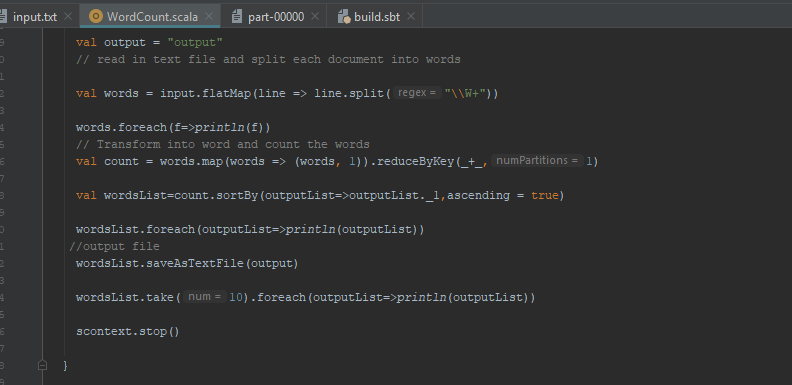 input.txt WordCount.scala part-00000 build.sbt
val output = "output"
// read in text file and split each document into words
val words = input.flatMap(line => line.split( regex = "\\W+"))
words.foreach(f=>println(f))
// Transform into word and count the words
val count = words.map(words => (words, 1)).reduceByKey(_+_, numPartitions = 1)
val wordsList=count.sortBy(outputList=>outputList._1,ascending = true)
wordsList.foreach(outputList=>println(outputList))
//output file
wordsList.saveAsTextFile(output)
wordsList.take( num = 10).foreach(outputList=>println(outputList))
scontext.stop()
}